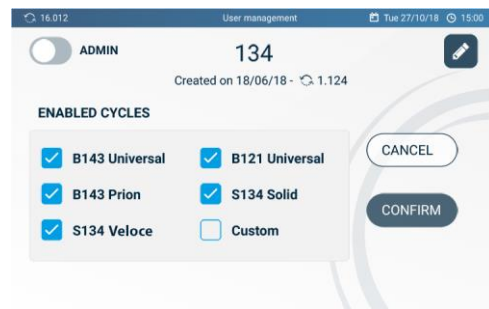 16.012 User management Tue 27/10/18 15:00
ADMIN 134
Created on 18/06/18 - 1.124
ENABLED CYCLES
B143 Universal B121 Universal
B143 Prion S134 Solid
S134 Veloce Custom
CANCEL
CONFIRM